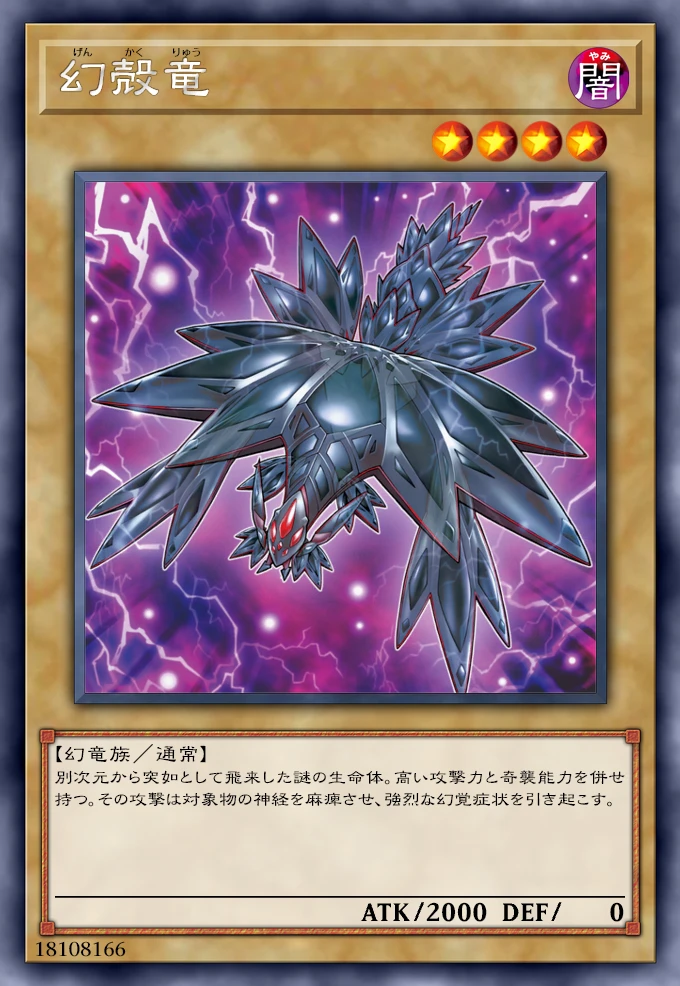 げん かく りゅう
幻殻竜
やみ
闇
【幻竜族／通常】
別次元から突如として飛来した謎の生命体。高い攻撃力と奇襲能力を併せ
持つ。その攻撃は対象物の神経を麻痺させ、強烈な幻覚症状を引き起こす。
ATK/2000 DEF/ 0
18108166